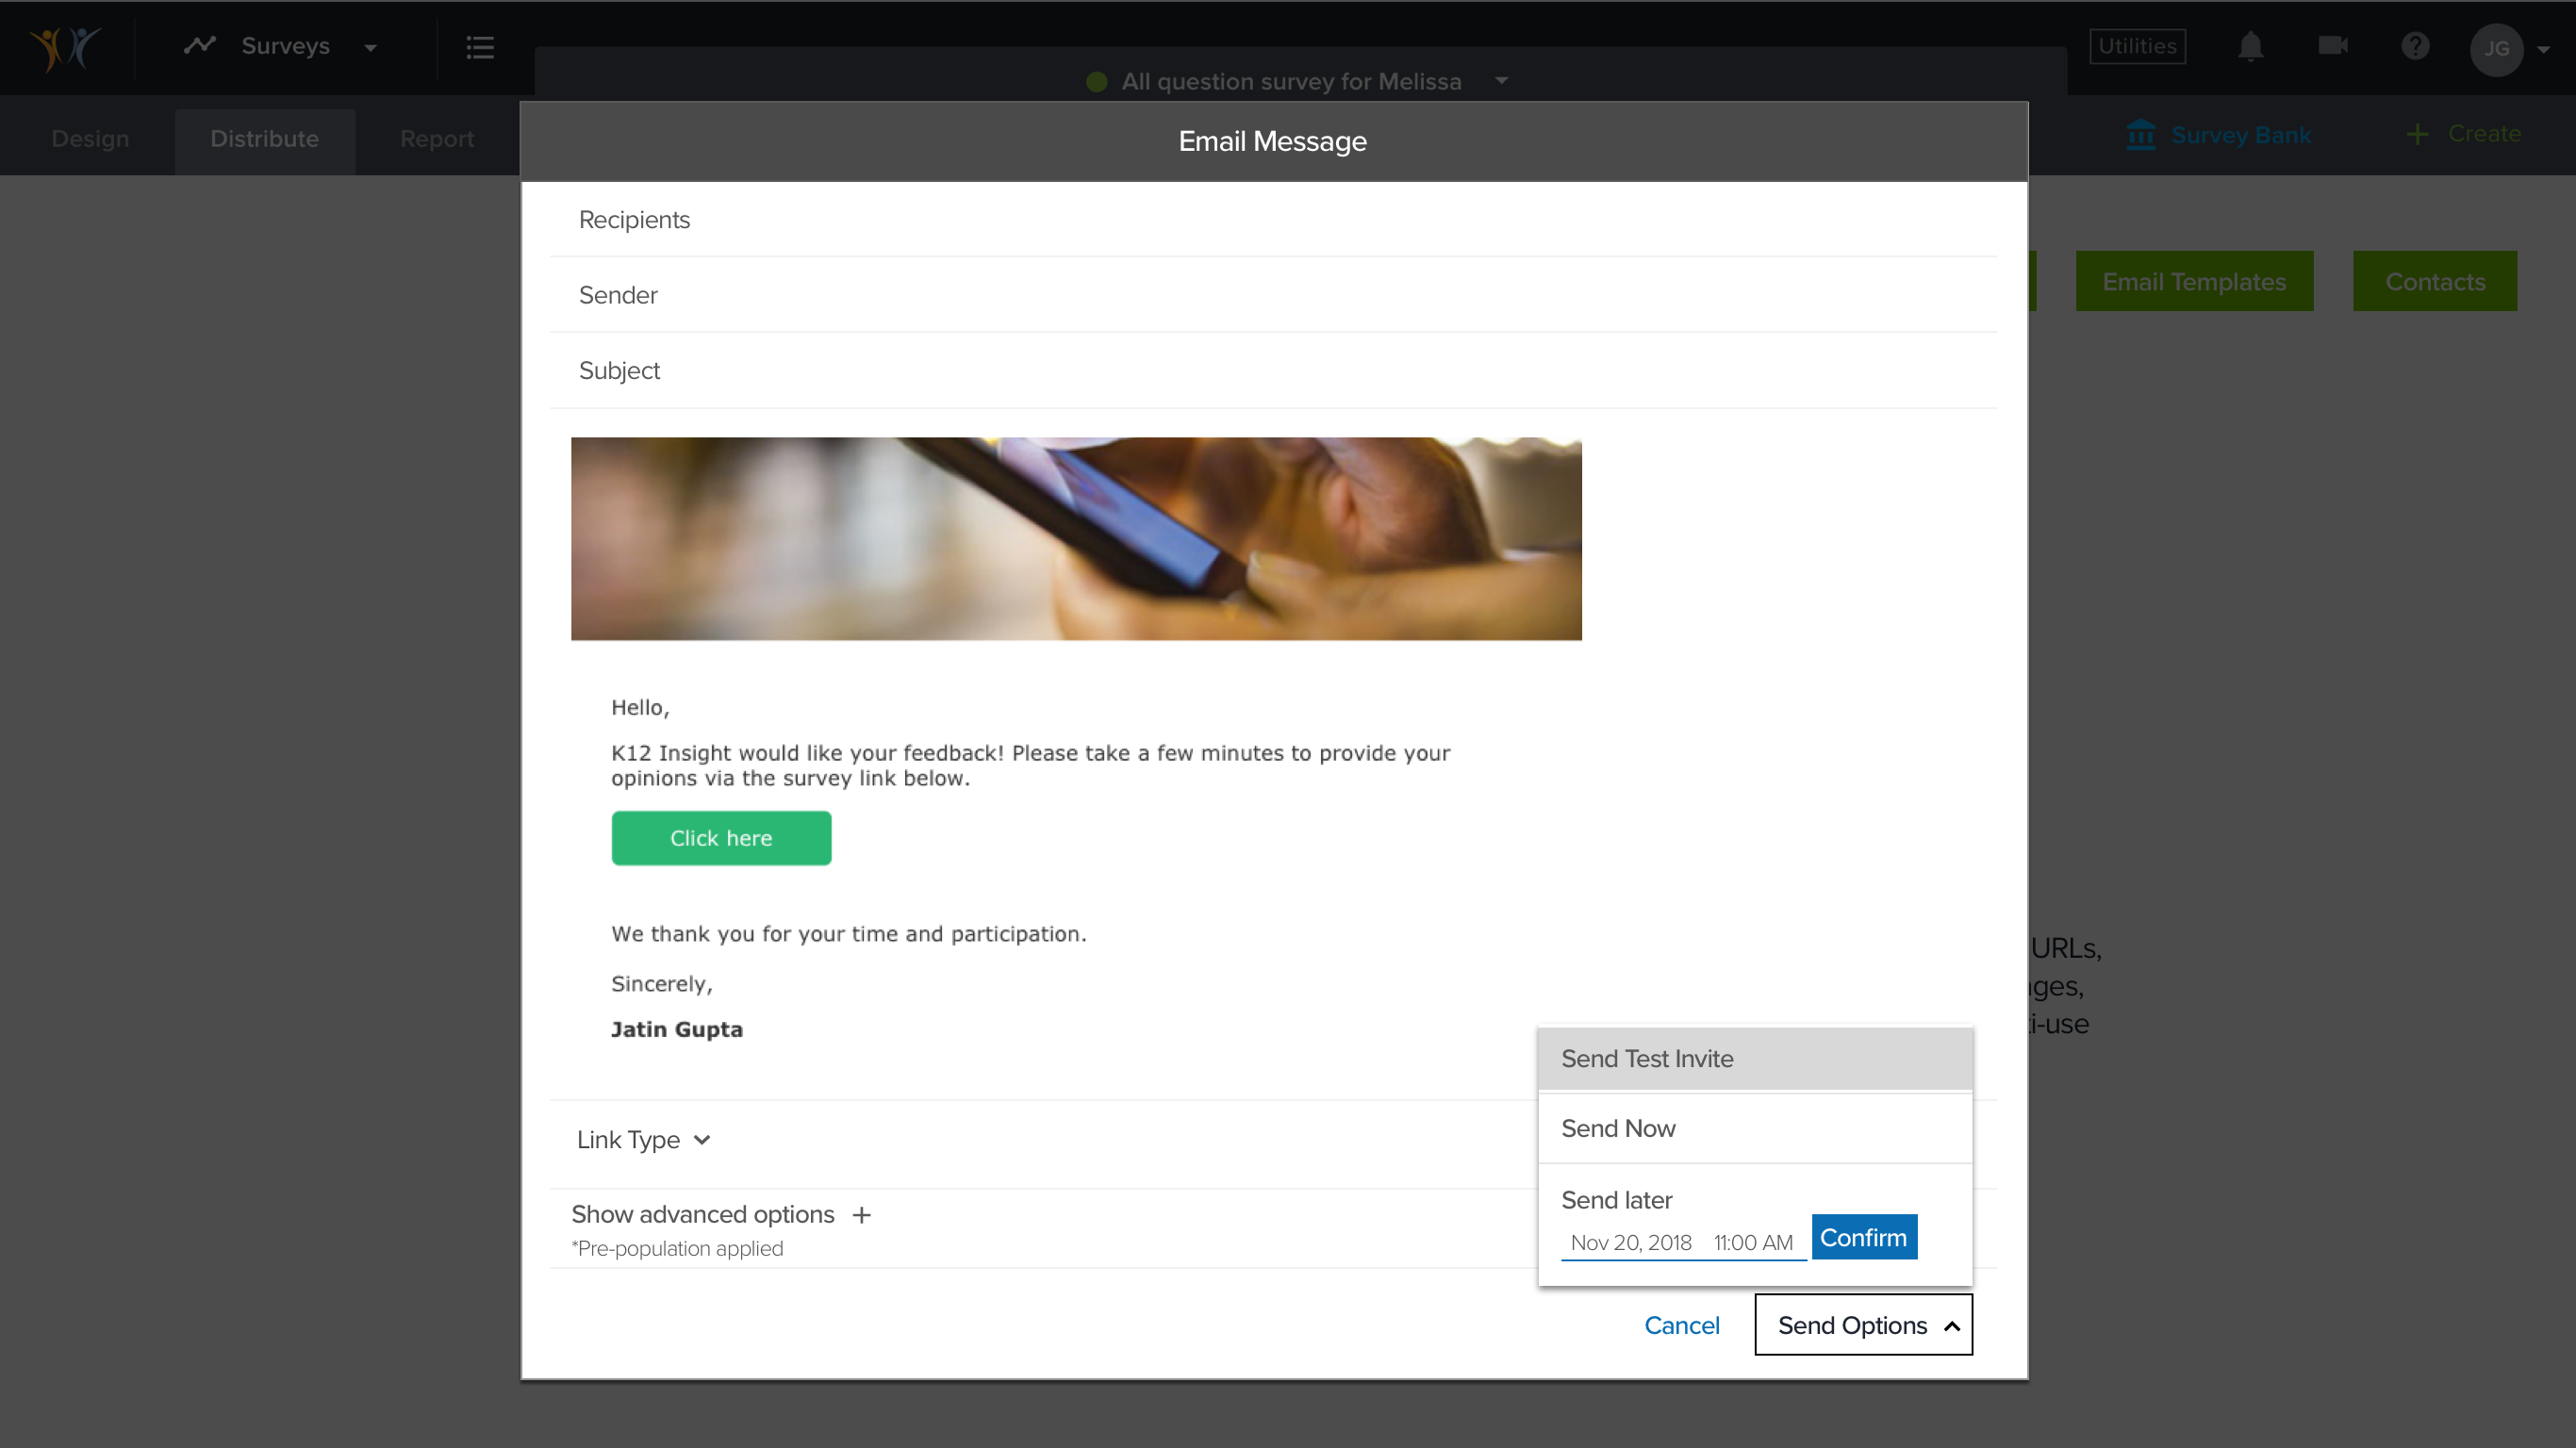 Surveys
All question survey for Melissa
Utilities
JG
Design
Distribute
Report
Survey Bank
Create
Email Message
Recipients
Sender
Subject
Email Templates
Contacts
Hello,
K12 Insight would like your feedback! Please take a few minutes to provide your
opinions via the survey link below.
Click here
We thank you for your time and participation.
Sincerely,
Jatin Gupta
URLs,
ges,
i-use
Send Test Invite
Send Now
Send later
Nov 20, 2018 11:00 AM Confirm
Link Type
Show advanced options +
*Pre-population applied
Cancel
Send Options